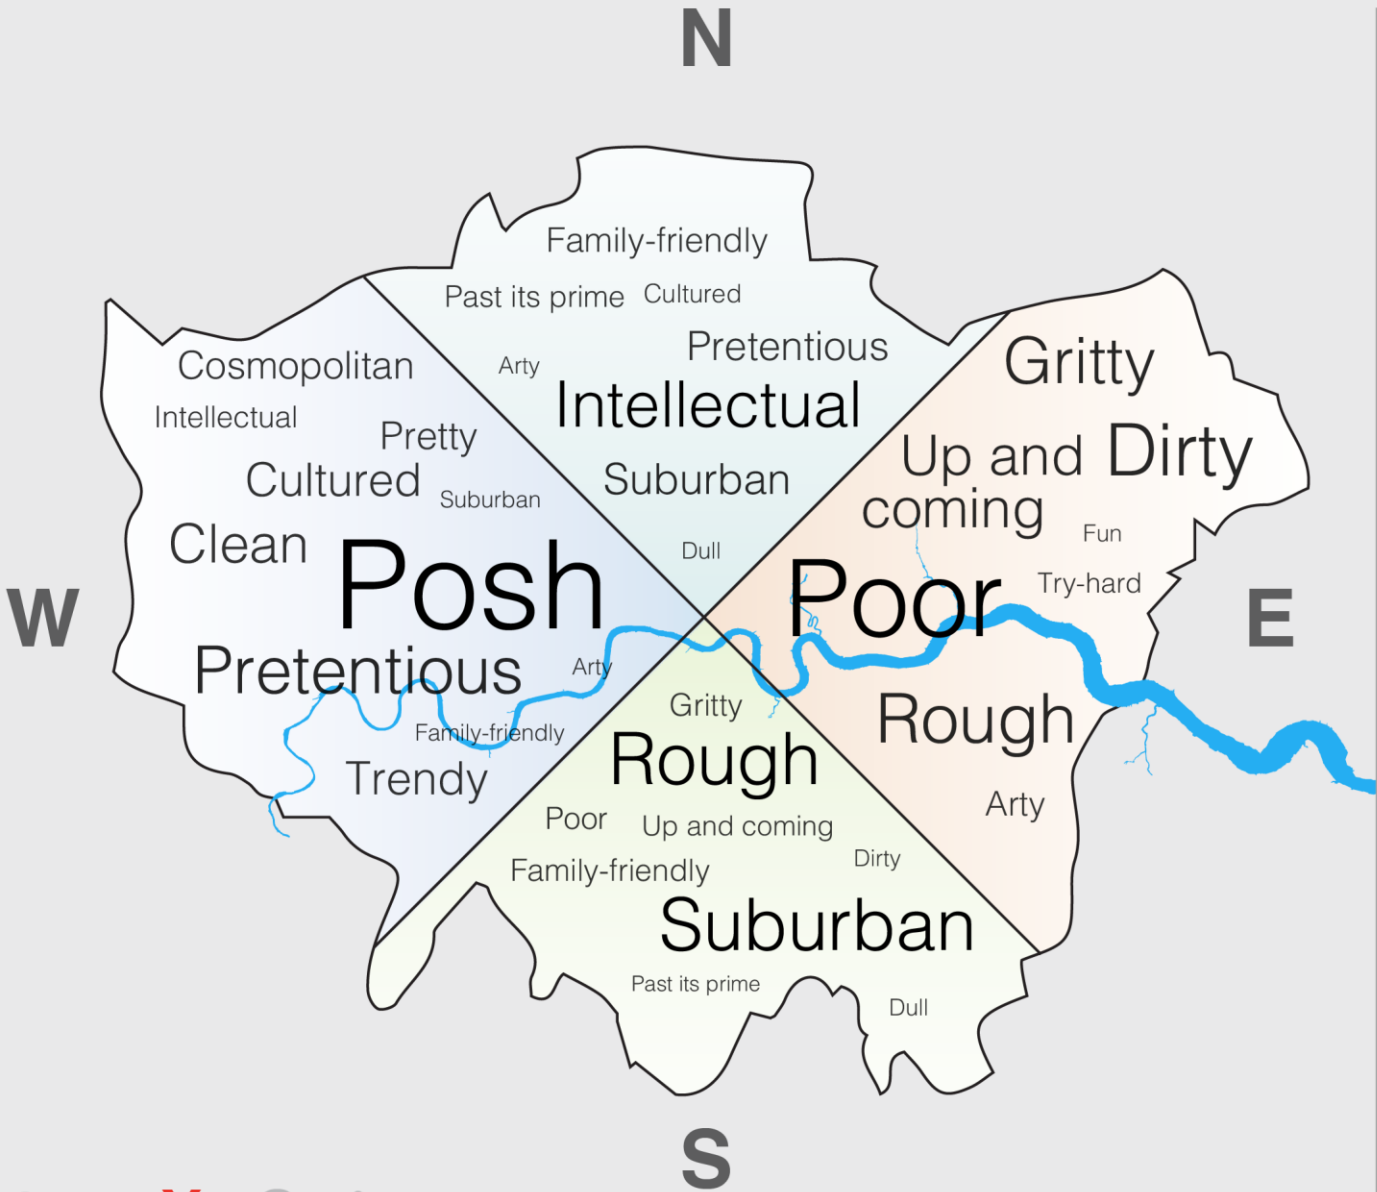 N
Family-friendly
Past its prime Cultured
Pretentious
Arty
Intellectual
Suburban
Dull
W
Cosmopolitan
Intellectual
Pretty
Cultured
Suburban
Clean
Posh
Pretentious
Arty
Family-friendly
Trendy
Gritty
Up and
coming
Dirty
Fun
Try-hard
Poor
Rough
Arty
E
Gritty
Rough
Poor
Up and coming
Dirty
Family-friendly
Suburban
Past its prime
Dull
S